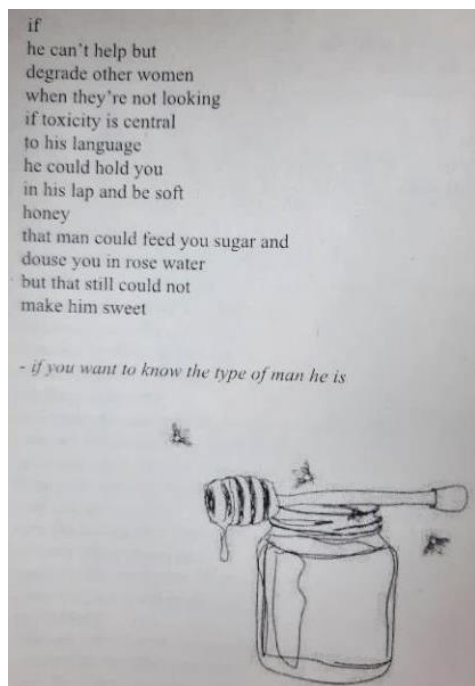 if
he can't help but
degrade other women
when they're not looking
if toxicity is central
to his language
he could hold you
in his lap and be soft
honey
that man could feed you sugar and
douse you in rose water
but that still could not
make him sweet
- if you want to know the type of man he is